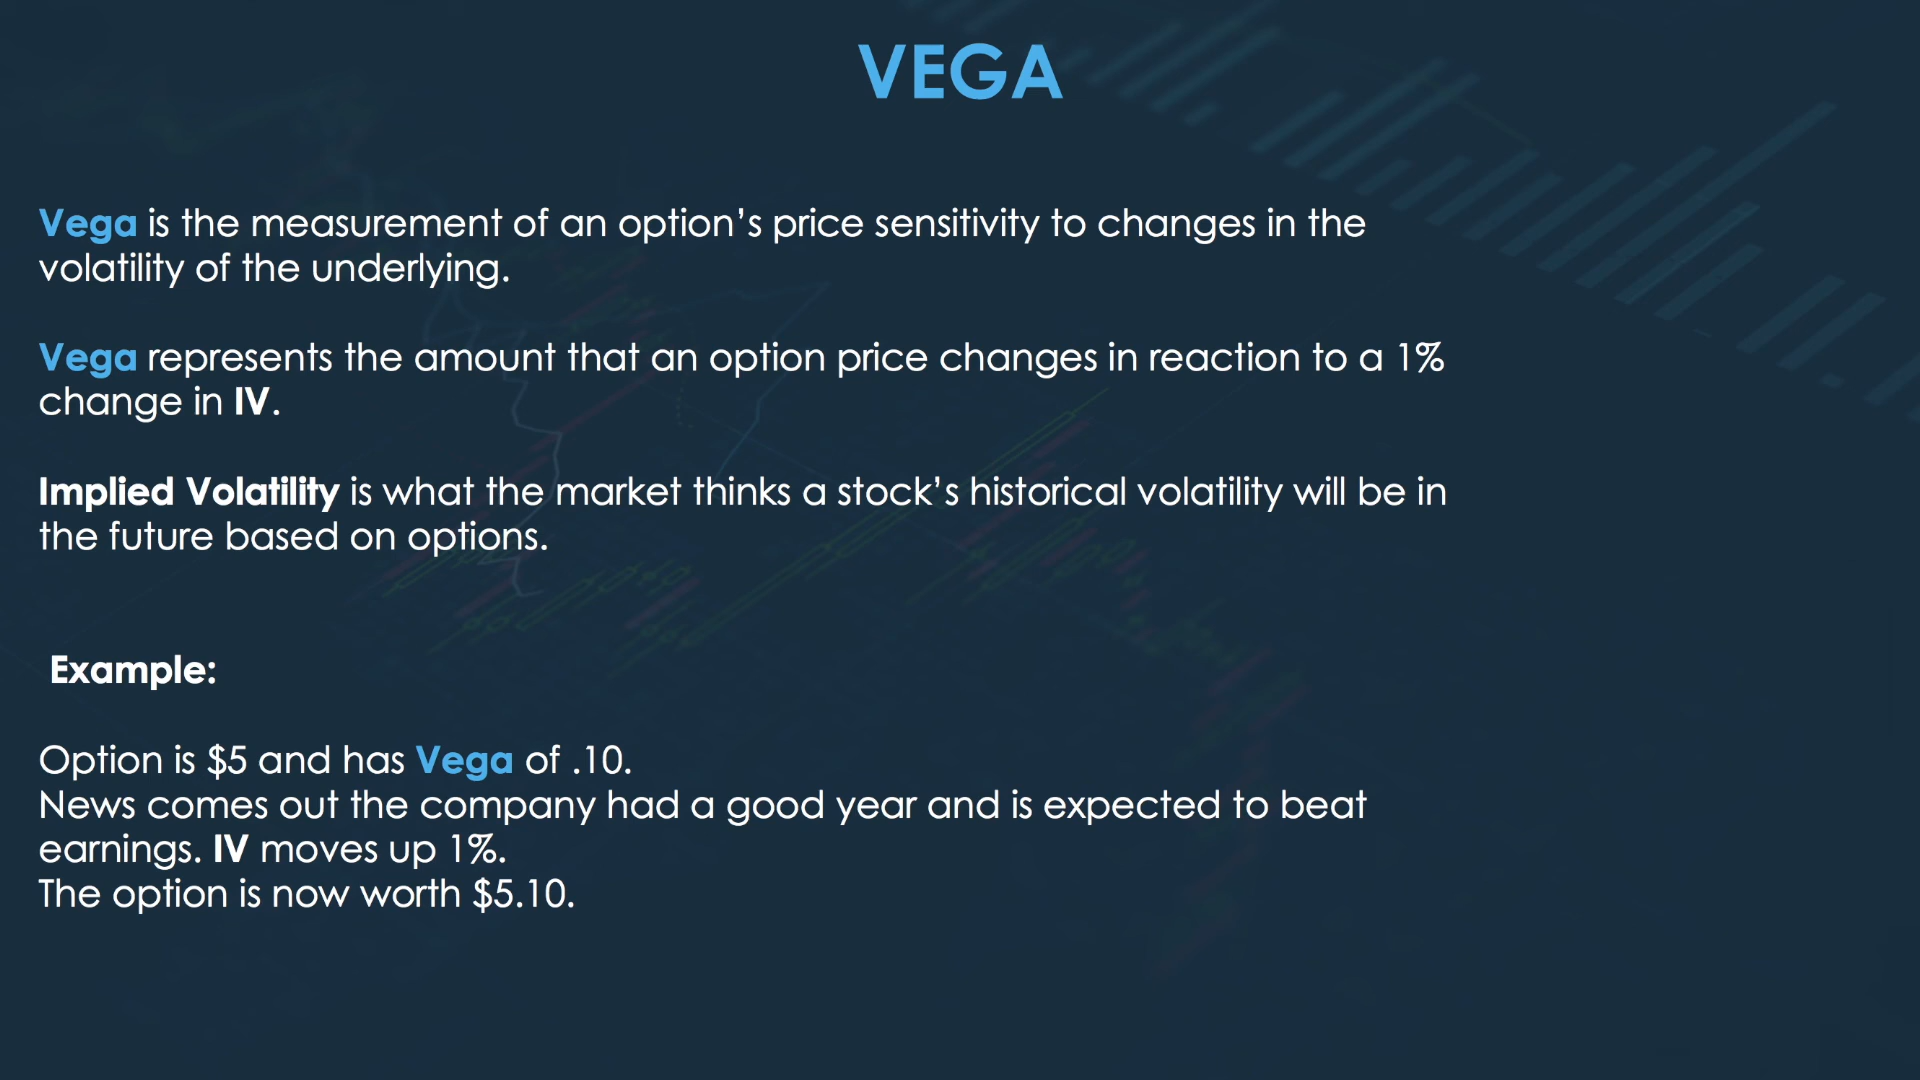 VEGA
Vega is the measurement of an option’s price sensitivity to changes in the
volatility of the underlying.
Vega represents the amount that an option price changes in reaction to a 1%
change in IV.
Implied Volatility is what the market thinks a stock’s historical volatility will be in
the future based on options.
Example:
Option is $5 and has Vega of .10.
News comes out the company had a good year and is expected to beat
earnings. IV moves up 1%.
The option is now worth $5.10.